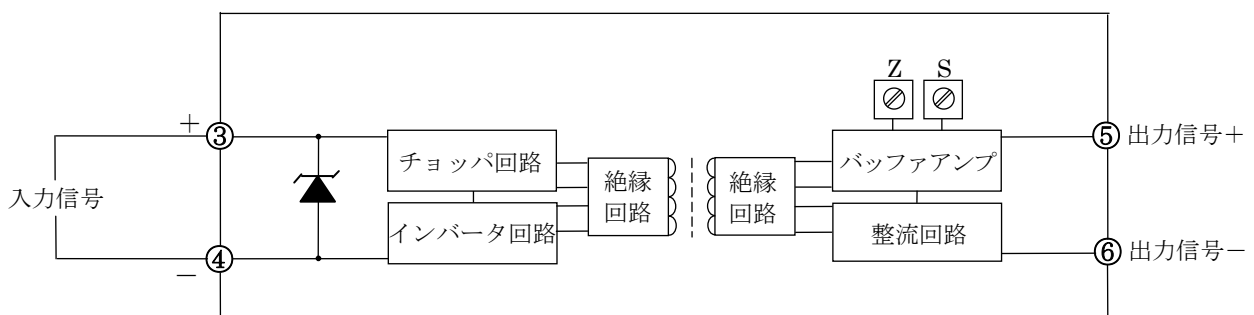 Z S
+ ③
チョッパ回路
バッファアンプ
⑤ 出力信号+
入力信号
絶縁
回路
絶縁
回路
インバータ回路
整流回路
- ④
⑥ 出力信号-